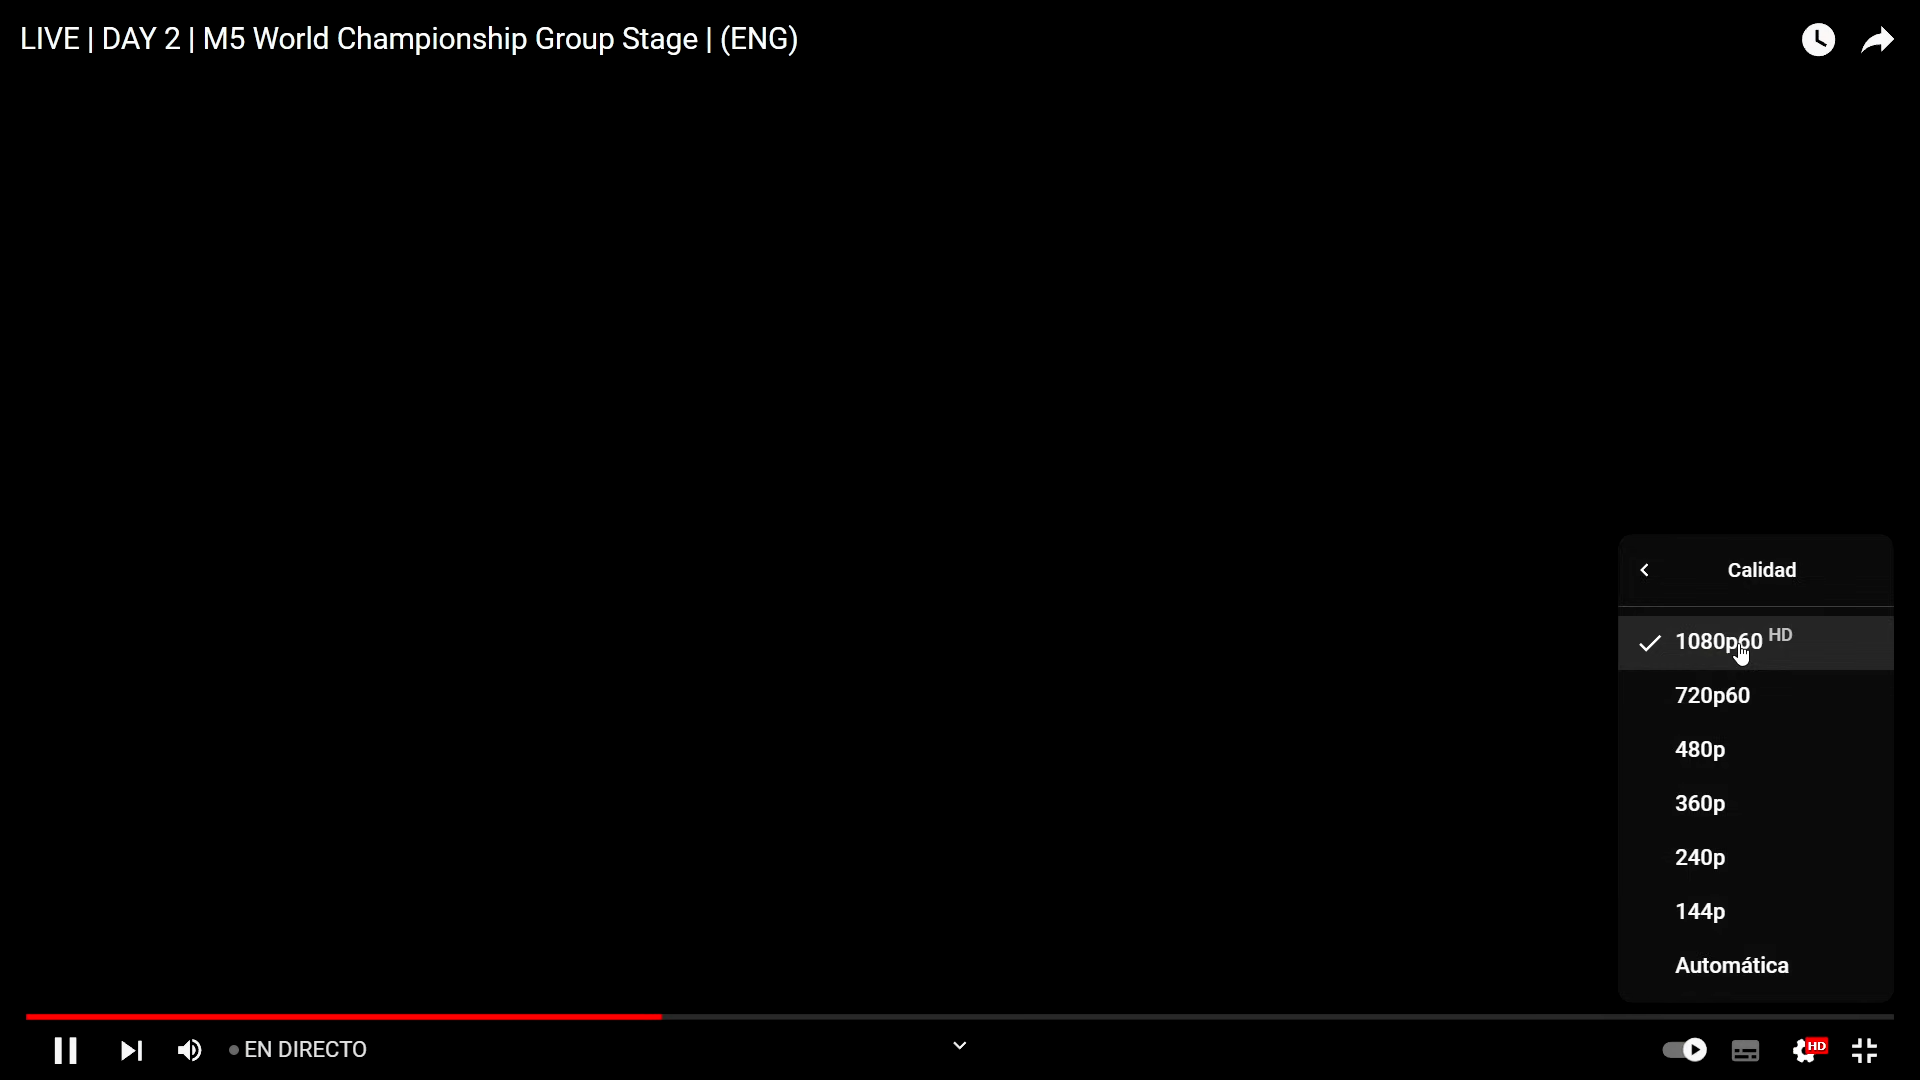 LIVE | DAY 2 | M5 World Championship Group Stage | (ENG)
Calidad
1080p60 HD
720p60
480p
360p
240p
144p
Automática
EN DIRECTO
HD